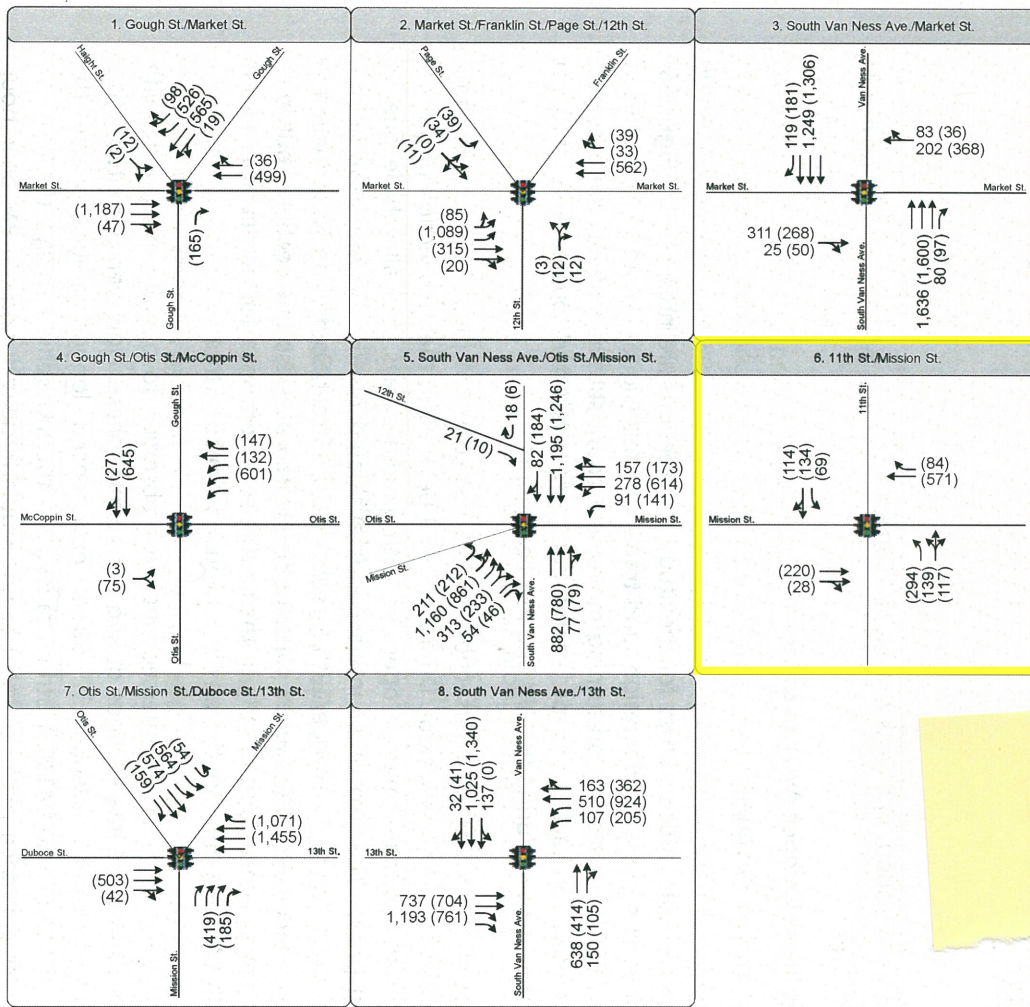 1. Gough St./Market St.
Haight St.
Gough St.
(98)
(526)
(565)
(19)
(12)
(2)
(36)
(499)
Market St.
(1,187)
(47)
(165)
Gough St.
2. Market St./Franklin St./Page St./12th St.
Page St.
Franklin St.
(39)
(34)
(0)
(11)
(39)
(33)
(562)
Market St.
Market St.
(85)
(1,089)
(315)
(20)
(3)
(12)
(12)
12th St.
3. South Van Ness Ave./Market St.
Van Ness Ave.
119 (181)
1,249 (1,306)
83 (36)
202 (368)
Market St.
Market St.
311 (268)
25 (50)
1,636 (1,600)
80 (97)
South Van Ness Ave.
4. Gough St./Otis St./McCoppin St.
Gough St.
(27)
(645)
(147)
(132)
(601)
McCoppin St.
Otis St.
(3)
(75)
Otis St.
5. South Van Ness Ave./Otis St./Mission St.
12th St.
18 (6)
21 (10)
82 (184)
1,195 (1,246)
157 (173)
278 (614)
91 (141)
Otis St.
Mission St.
Mission St.
211 (212)
1,160 (861)
313 (233)
54 (46)
South Van Ness Ave.
882 (780)
77 (79)
6. 11th St./Mission St.
11th St.
(114)
(134)
(69)
(84)
(571)
Mission St.
(220)
(28)
(294)
(139)
(117)
7. Otis St./Mission St./Duboce St./13th St.
Otis St.
Mission St.
(54)
(564)
(574)
(159)
(1,071)
(1,455)
Duboce St.
13th St.
(503)
(42)
(419)
(185)
Mission St.
8. South Van Ness Ave./13th St.
Van Ness Ave.
32 (41)
1,025 (1,340)
137 (0)
163 (362)
510 (924)
107 (205)
13th St.
737 (704)
1,193 (761)
638 (414)
150 (105)
South Van Ness Ave.